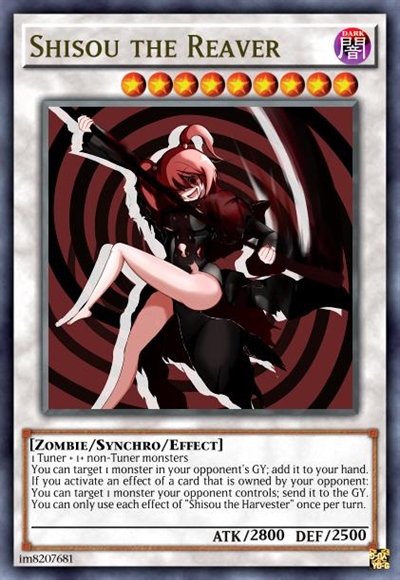 Shisou the Reaver
DARK
闇
[Zombie/Synchro/Effect]
1 Tuner + 1+ non-Tuner monsters
You can target 1 monster in your opponent's GY; add it to your hand.
If you activate an effect of a card that is owned by your opponent:
You can target 1 monster your opponent controls; send it to the GY.
You can only use each effect of "Shisou the Harvester" once per turn.
ATK/2800 DEF/2500
im8207681